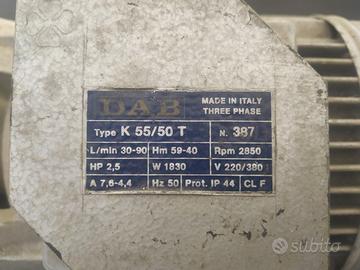 DAB
MADE IN ITALY
THREE PHASE
Type K 55/50 T N. 387
L/min 30-90 Hm 59-40 Rpm 2850
HP 2,5 W 1830 V 220/380
A 7,6-4,4 Hz 50 Prot. IP 44 CL F
subito